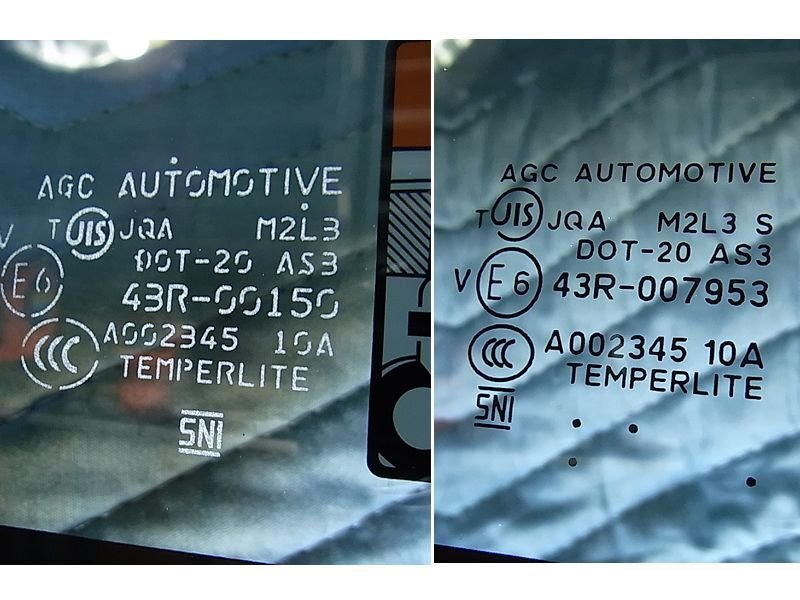 AGC AUTOMOTIVE
T JIS JQA M2L3
DOT-20 AS3
V E6 43R-00150
CCC A002345 10A
TEMPERLITE
SNI
AGC AUTOMOTIVE
T JIS JQA M2L3 S
DOT-20 AS3
V E6 43R-007953
CCC A002345 10A
TEMPERLITE
SNI